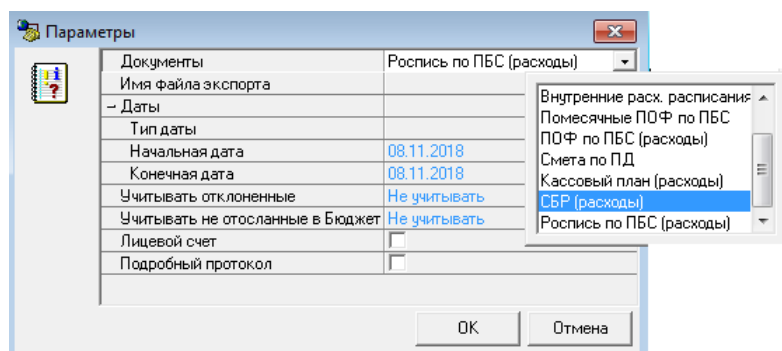 Параметры
Документы Роспись по ПБС (расходы)
Имя файла экспорта
Даты
Тип даты
Начальная дата 08.11.2018
Конечная дата 08.11.2018
Учитывать отклоненные Не учитывать
Учитывать не отосланные в Бюджет Не учитывать
Лицевой счет
Подробный протокол
Внутренние расх. расписания
Помесячные ПОФ по ПБС
ПОФ по ПБС (расходы)
Смета по ПД
Кассовый план (расходы)
СБР (расходы)
Роспись по ПБС (расходы)
ОК Отмена